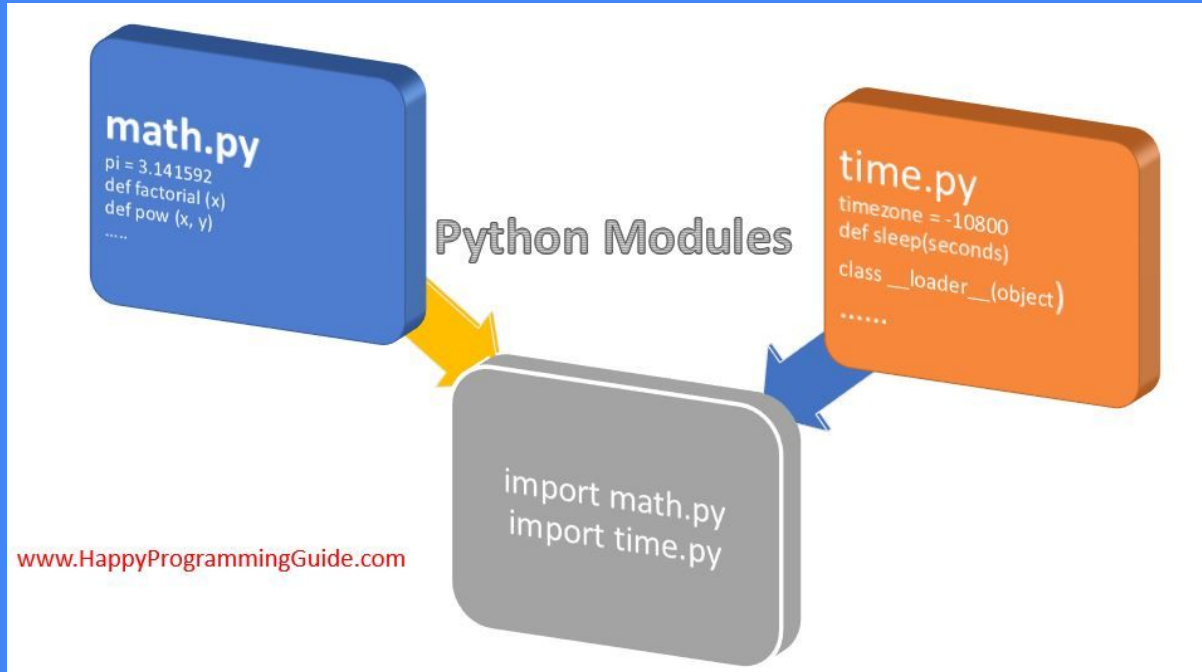 math.py
pi = 3.141592
def factorial (x)
def pow (x, y)
.....
Python Modules
time.py
timezone = -10800
def sleep(seconds)
class __loader__(object)
......
import math.py
import time.py
www.HappyProgrammingGuide.com